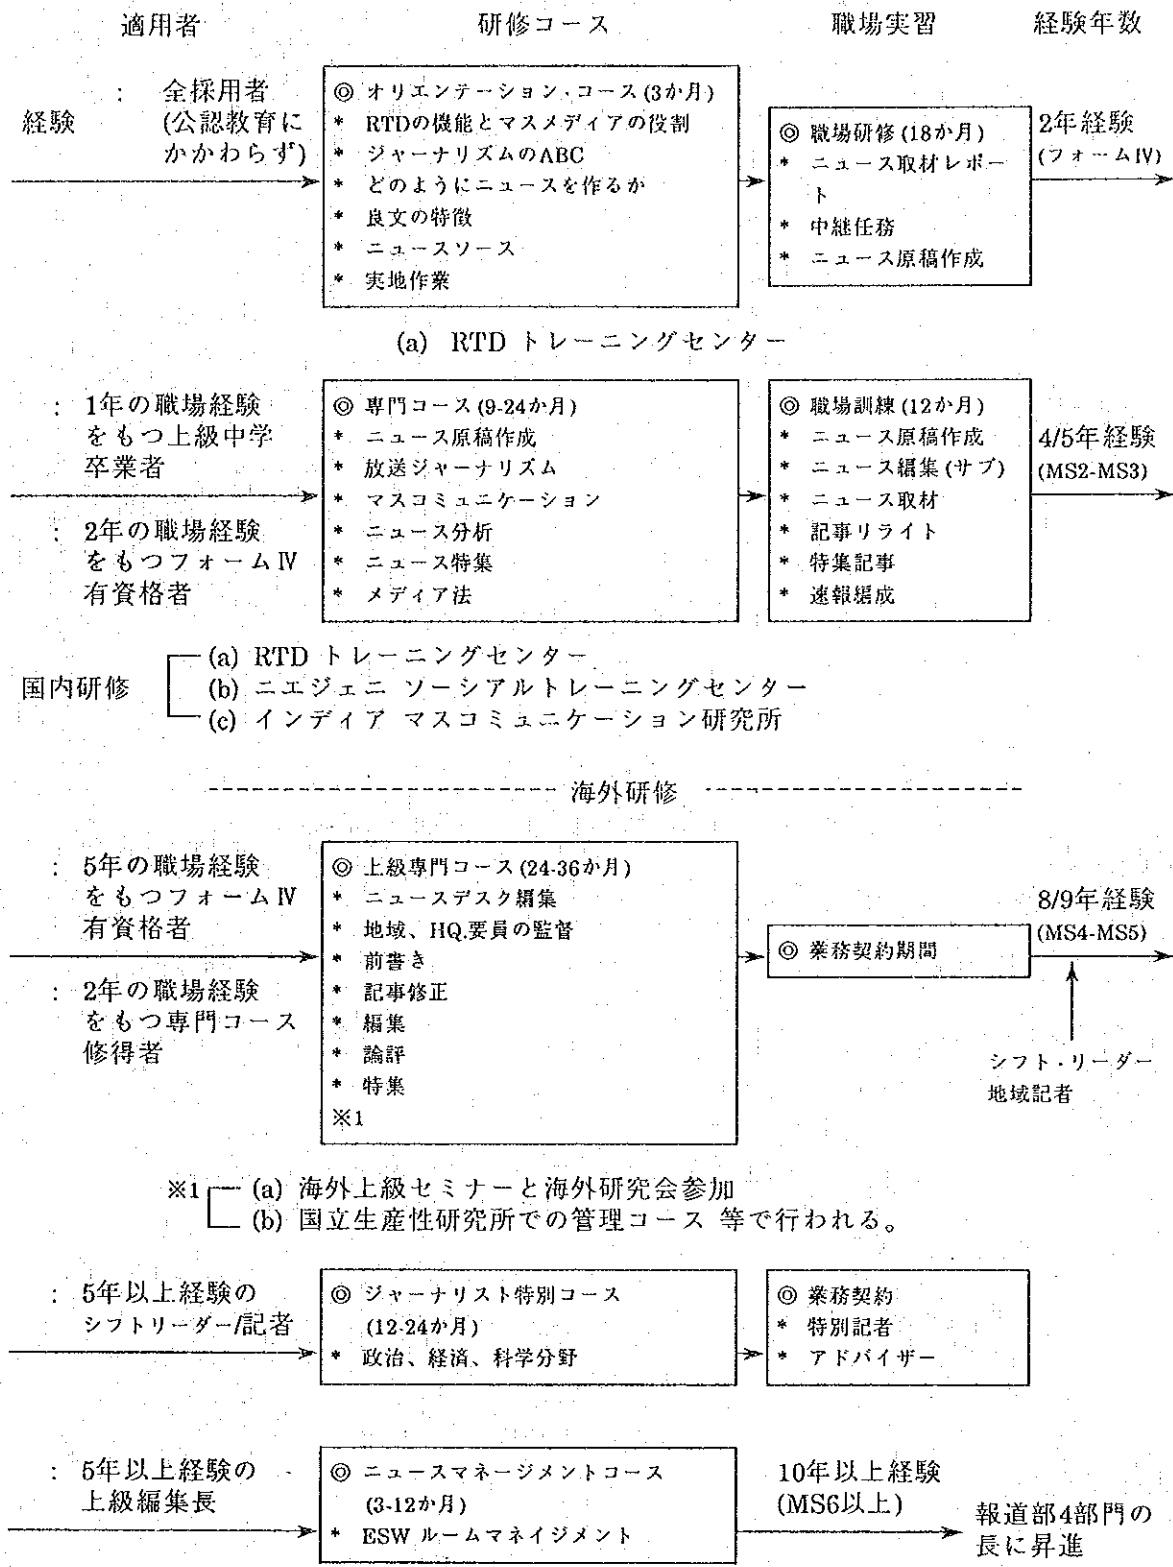 適用者 研修コース 職場実習 経験年数
経験 : 全採用者
(公認教育に
かかわらず)
◎ オリエンテーション・コース (3か月)
* RTDの機能とマスメディアの役割
* ジャーナリズムのABC
* どのようにニュースを作るか
* 良文の特徴
* ニュースソース
* 実地作業
◎ 職場研修 (18か月)
* ニュース取材レポー
ト
* 中継任務
* ニュース原稿作成
2年経験
(フォームⅣ)
(a) RTD トレーニングセンター
: 1年の職場経験
をもつ上級中学
卒業者
: 2年の職場経験
をもつフォームⅣ
有資格者
◎ 専門コース (9-24か月)
* ニュース原稿作成
* 放送ジャーナリズム
* マスコミュニケーション
* ニュース分析
* ニュース特集
* メディア法
◎ 職場訓練 (12か月)
* ニュース原稿作成
* ニュース編集 (サブ)
* ニュース取材
* 記事リライト
* 特集記事
* 速報編成
4/5年経験
(MS2-MS3)
国内研修
(a) RTD トレーニングセンター
(b) ニエジェニ ソーシアルトレーニングセンター
(c) インディア マスコミュニケーション研究所
海外研修
: 5年の職場経験
をもつフォームⅣ
有資格者
: 2年の職場経験
をもつ専門コース
修得者
◎ 上級専門コース (24-36か月)
* ニュースデスク編集
* 地域、HQ.要員の監督
* 前書き
* 記事修正
* 編集
* 論評
* 特集
※1
◎ 業務契約期間
8/9年経験
(MS4-MS5)
シフト・リーダー
地域記者
※1 (a) 海外上級セミナーと海外研究会参加
(b) 国立生産性研究所での管理コース 等で行われる。
: 5年以上経験の
シフトリーダー/記者
◎ ジャーナリスト特別コース
(12-24か月)
* 政治、経済、科学分野
◎ 業務契約
* 特別記者
* アドバイザー
: 5年以上経験の
上級編集長
◎ ニュースマネージメントコース
(3-12か月)
* ESW ルームマネイジメント
10年以上経験
(MS6以上)
報道部4部門の
長に昇進